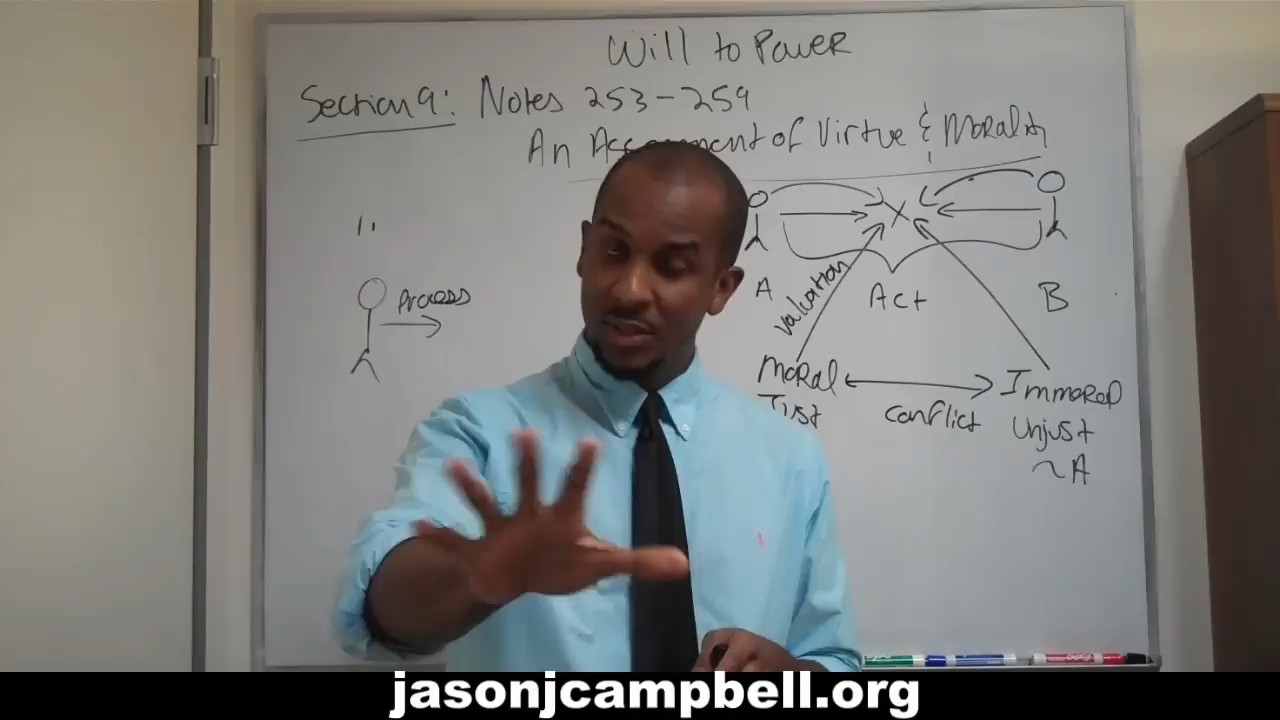 Will to Power
Section 9: Notes 253-259
An Assessment of Virtue & Morality
1.
Process
A
valuation
Act
B
X
Moral
conflict
Immoral
Just
Unjust
~A
jasonjcampbell.org